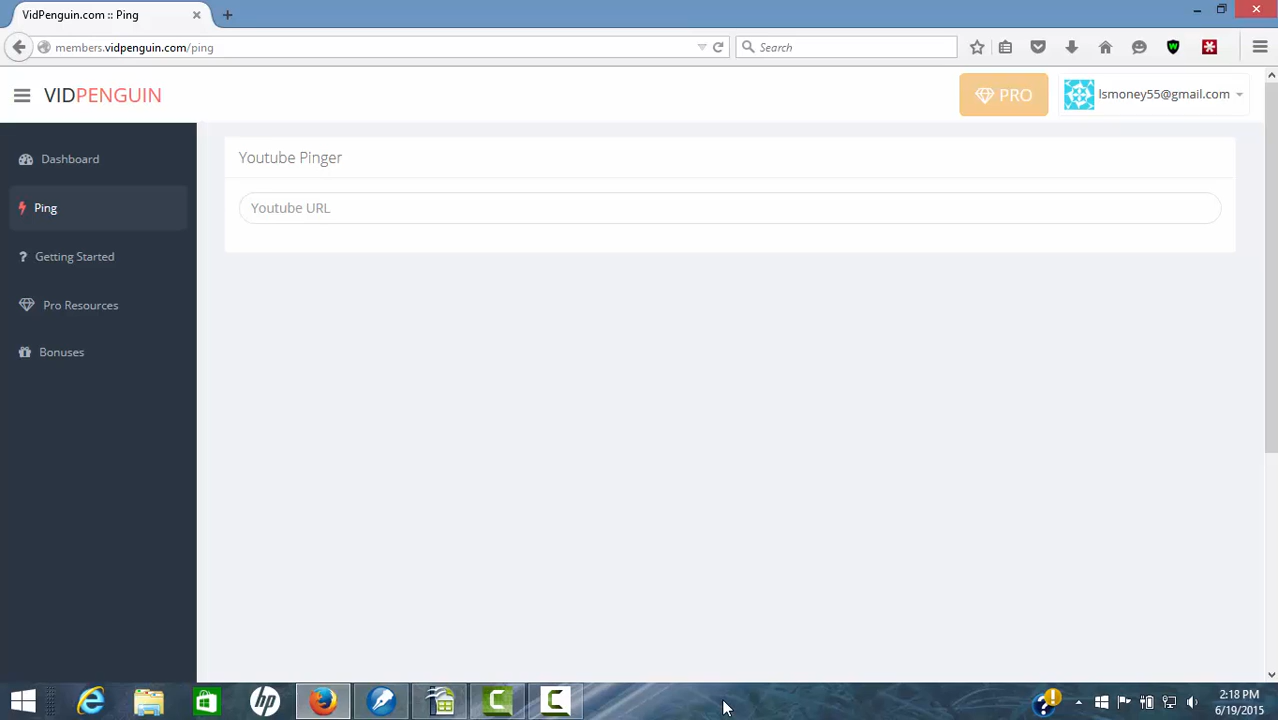 VidPenguin.com :: Ping
members.vidpenguin.com/ping
Search
VIDPENGUIN
PRO
lsmoney55@gmail.com
Dashboard
Youtube Pinger
Ping
Youtube URL
Getting Started
Pro Resources
Bonuses
2:18 PM
6/19/2015